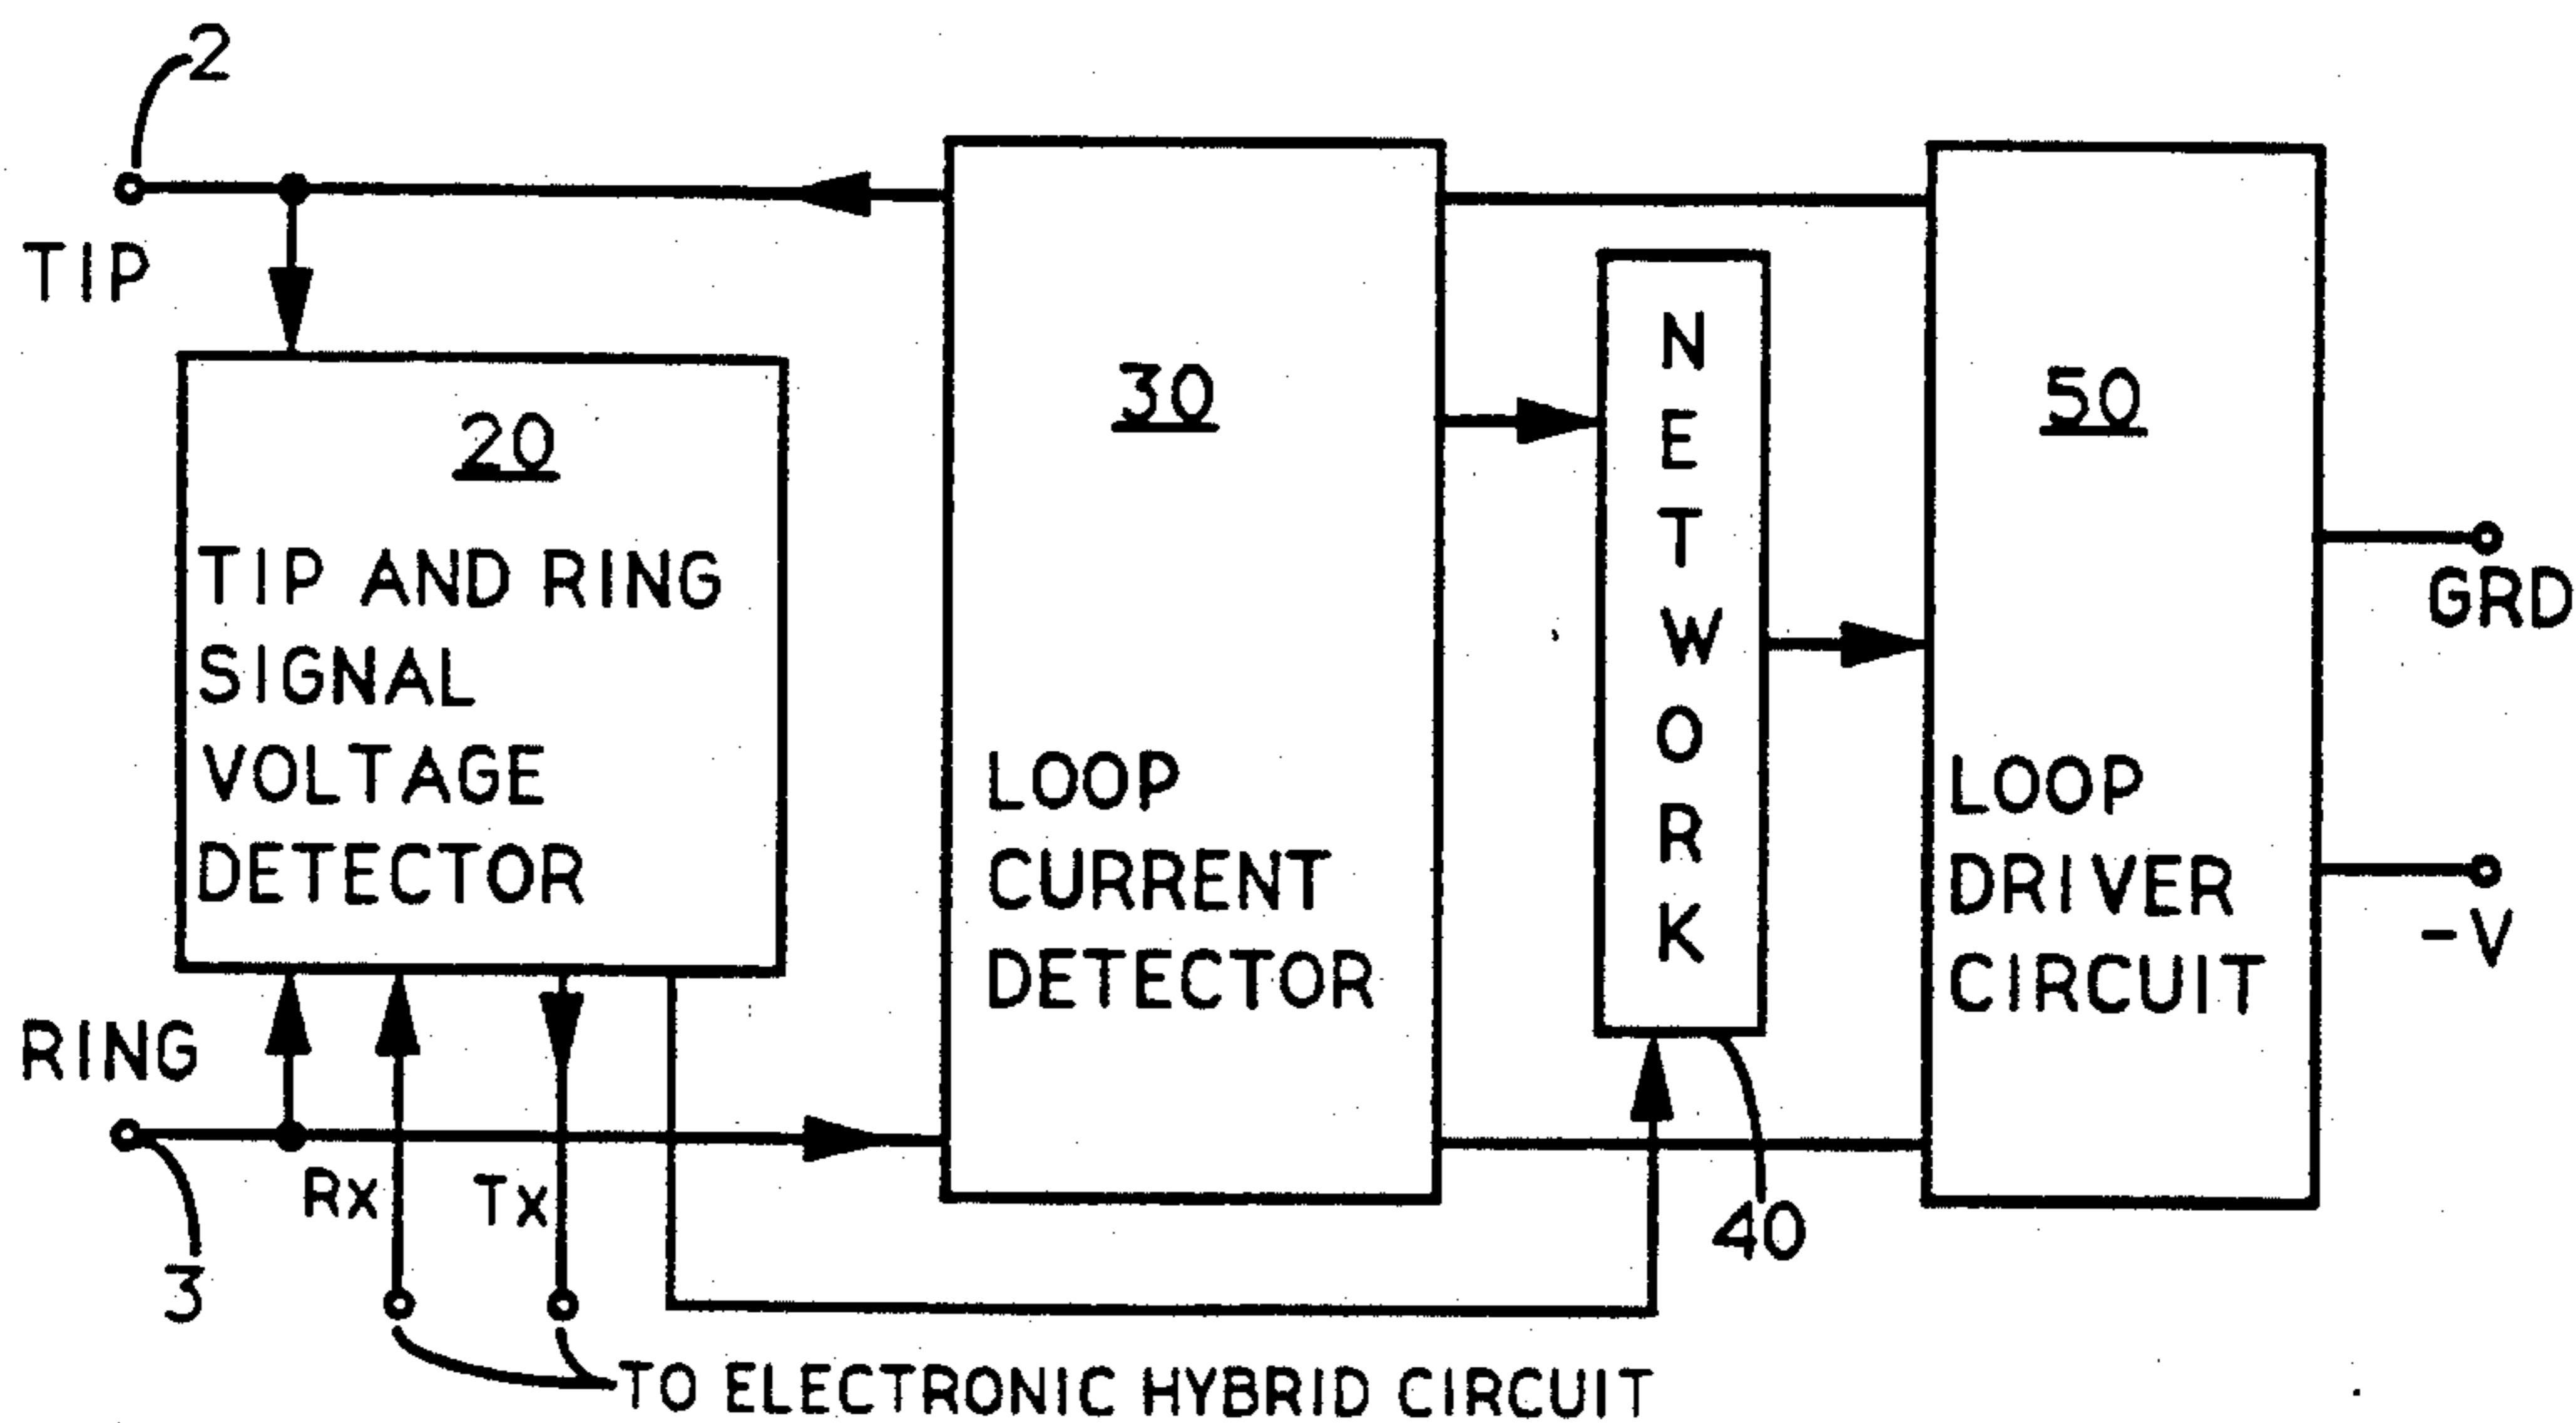 2
TIP
20
TIP AND RING
SIGNAL
VOLTAGE
DETECTOR
30
LOOP
CURRENT
DETECTOR
NETWORK
40
50
LOOP
DRIVER
CIRCUIT
GRD
-V
RING
3
Rx
Tx
TO ELECTRONIC HYBRID CIRCUIT